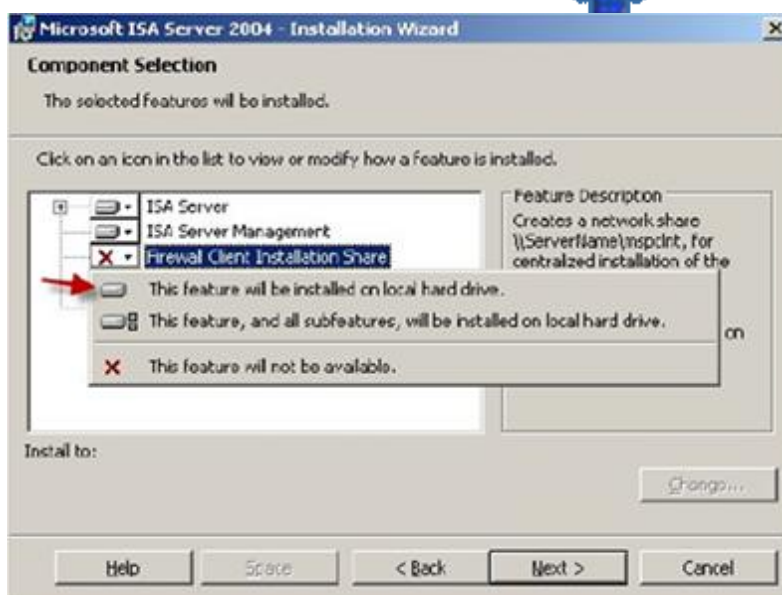 Microsoft ISA Server 2004 - Installation Wizard
Component Selection
The selected features will be installed.
Click on an icon in the list to view or modify how a feature is installed.
ISA Server
ISA Server Management
Firewall Client Installation Share
Feature Description
Creates a network share
\\ServerName\mspclnt, for
centralized installation of the
This feature will be installed on local hard drive.
This feature, and all subfeatures, will be installed on local hard drive.
on
This feature will not be available.
Install to:
Change...
Help
Space
< Back
Next >
Cancel